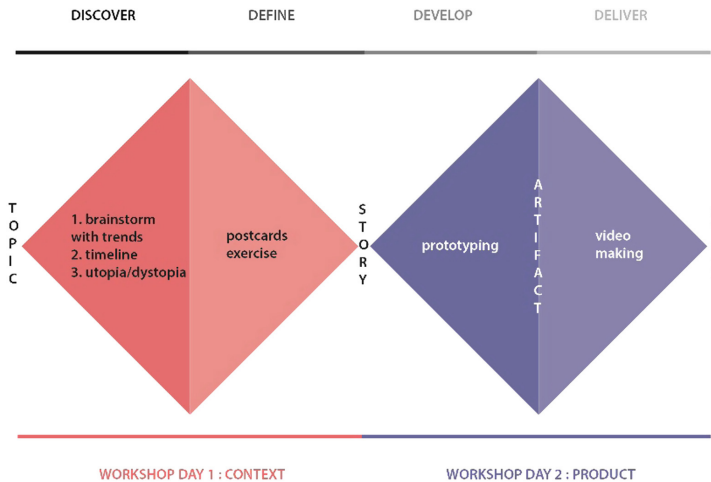 DISCOVER
DEFINE
DEVELOP
DELIVER
TOPIC
1. brainstorm
with trends
2. timeline
3. utopia/dystopia
postcards
exercise
STORY
prototyping
ARTIFACT
video
making
WORKSHOP DAY 1 : CONTEXT
WORKSHOP DAY 2 : PRODUCT